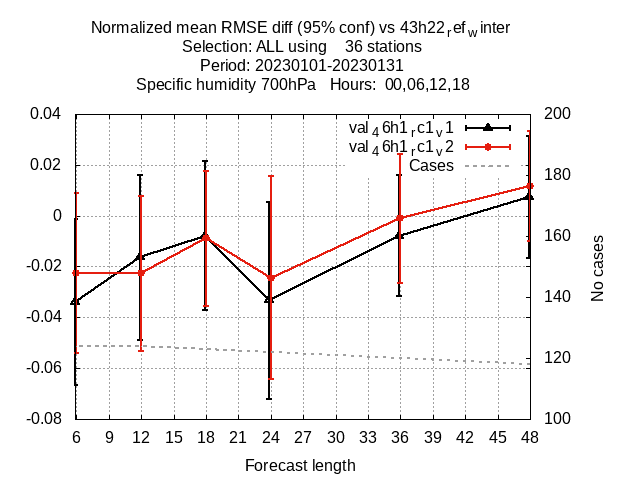 Normalized mean RMSE diff (95% conf) vs 43h22refwinter
Selection: ALL using    36 stations
Period: 20230101-20230131
Specific humidity 700hPa   Hours:  00,06,12,18
0.04
0.02
0
-0.02
-0.04
-0.06
-0.08
200
180
160
140
120
100
No cases
val46h1rc1v1
val46h1rc1v2
Cases
6 9 12 15 18 21 24 27 30 33 36 39 42 45 48
Forecast length